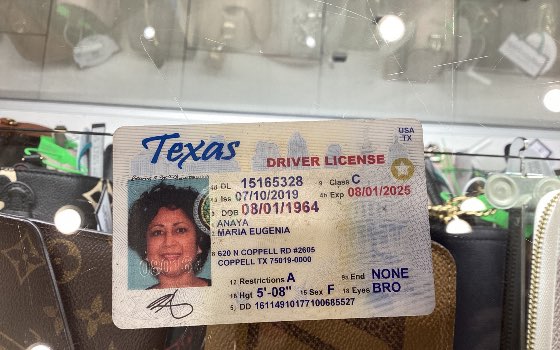 Texas
USA
TX
DRIVER LICENSE
4d DL 15165328 9 Class C
4a Iss 07/10/2019 4b Exp 08/01/2025
3 DOB 08/01/1964
1 ANAYA
2 MARIA EUGENIA
8 620 N COPPELL RD #2605
COPPELL TX 75019-0000
12 Restrictions A 9a End NONE
16 Hgt 5'-08" 15 Sex F 18 Eyes BRO
5 DD 16114910177100685527